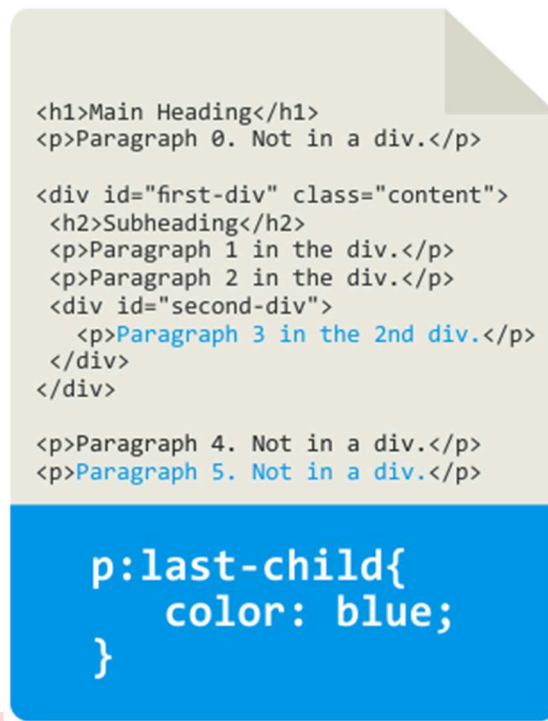 <h1>Main Heading</h1>
<p>Paragraph 0. Not in a div.</p>
<div id="first-div" class="content">
<h2>Subheading</h2>
<p>Paragraph 1 in the div.</p>
<p>Paragraph 2 in the div.</p>
<div id="second-div">
<p>Paragraph 3 in the 2nd div.</p>
</div>
</div>
<p>Paragraph 4. Not in a div.</p>
<p>Paragraph 5. Not in a div.</p>
p:last-child{
color: blue;
}